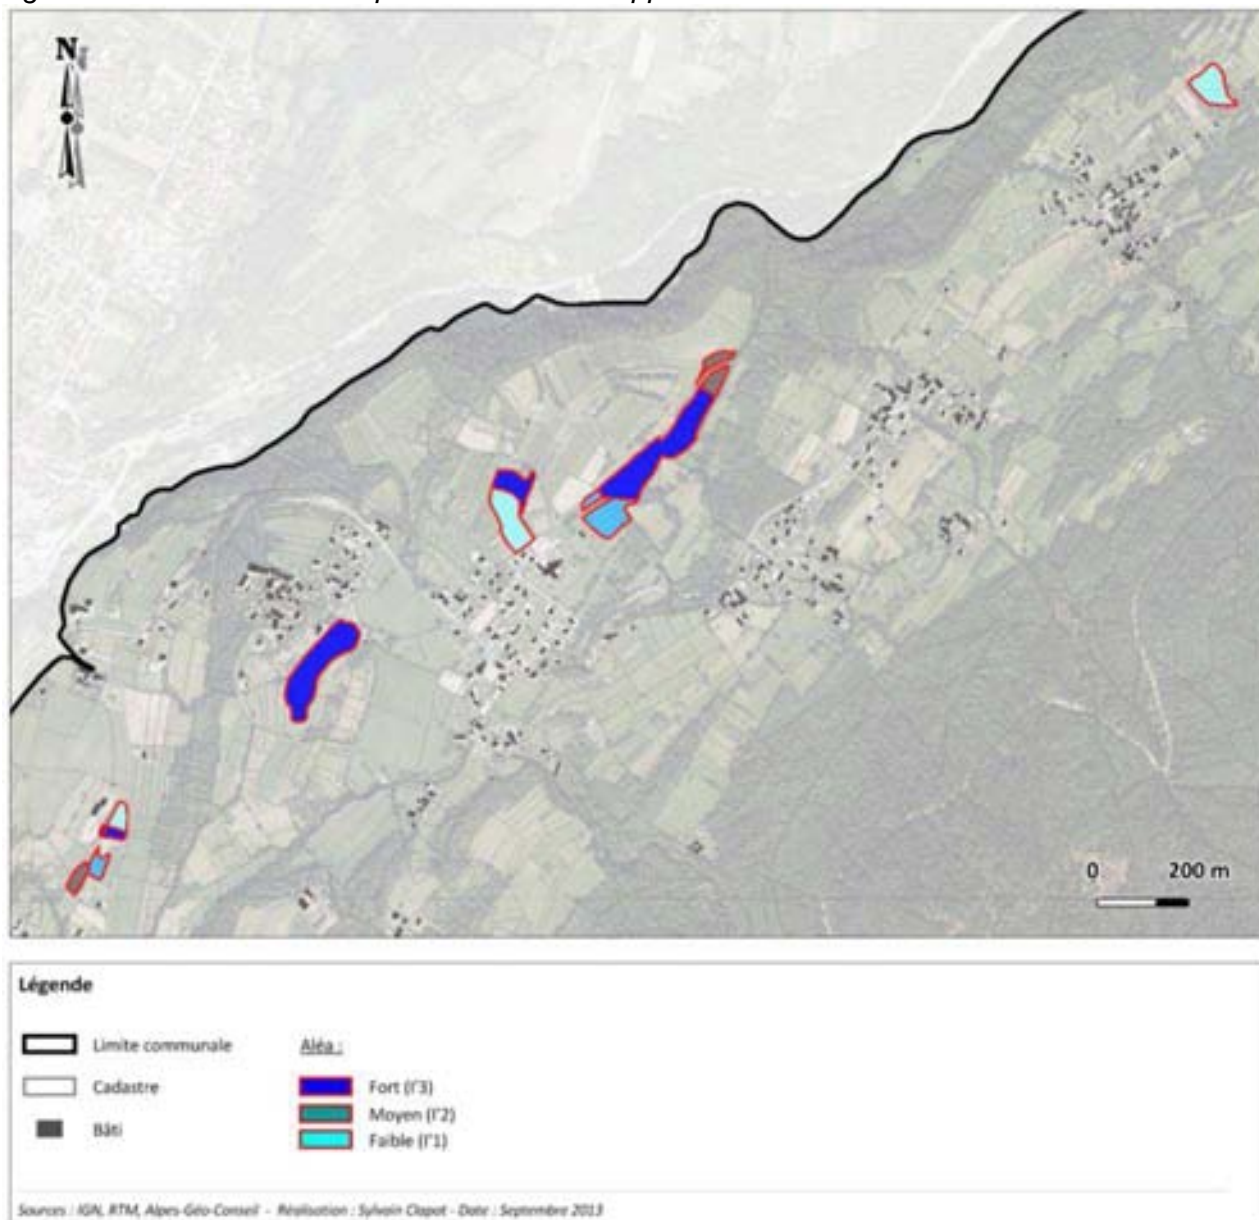 N
0 200 m
Légende
Limite communale
Aléa :
Cadastre
Fort (I'3)
Moyen (I'2)
Bâti
Faible (I'1)
Sources : IGN, RTM, Alpes-Géo-Conseil - Réalisation : Sylvain Clapat - Date : Septembre 2013